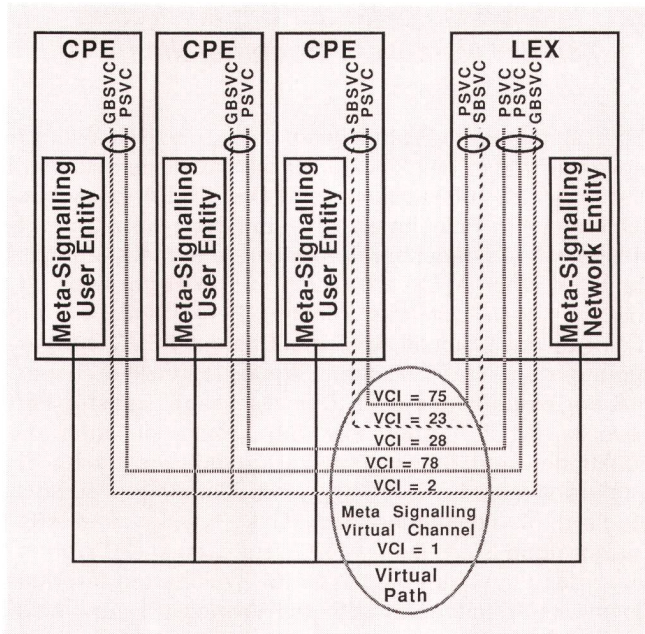 CPE
CPE
CPE
LEX
GBSVC
PSVC
GBSVC
PSVC
SBSVC
PSVC
PSVC
SBSVC
PSVC
PSVC
GBSVC
Meta-Signalling
User Entity
Meta-Signalling
User Entity
Meta-Signalling
User Entity
Meta-Signalling
Network Entity
VCI = 75
VCI = 23
VCI = 28
VCI = 78
VCI = 2
Meta Signalling
Virtual Channel
VCI = 1
Virtual
Path